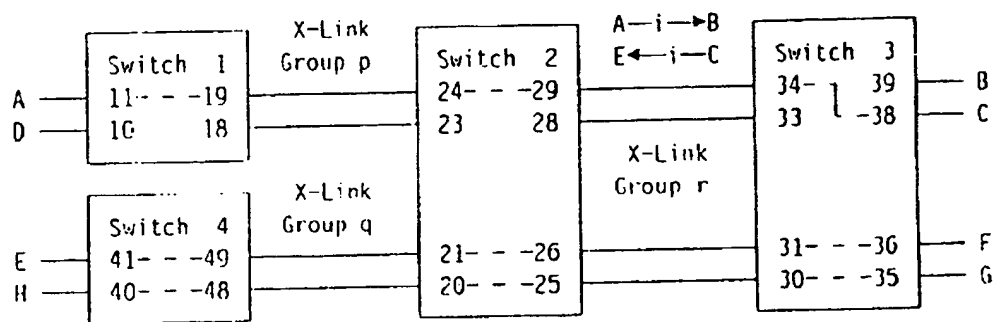 X-Link
Group p
A—i→B
E←i—C
Switch 1
Switch 2
Switch 3
A 11- - -19 24- - -29 34- 39 B
D 10 18 23 28 33 -38 C
X-Link
Group r
X-Link
Group q
Switch 4
E 41- - -49 21- - -26 31- - -36 F
H 40- - -48 20- - -25 30- - -35 G